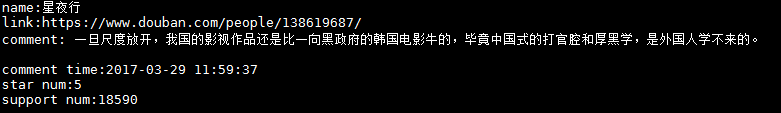 name:星夜行
link:https://www.douban.com/people/138619687/
comment: 一旦尺度放开，我国的影视作品还是比一向黑政府的韩国电影牛的，毕竟中国式的打官腔和厚黑学，是外国人学不来的。
comment time:2017-03-29 11:59:37
star num:5
support num:18590